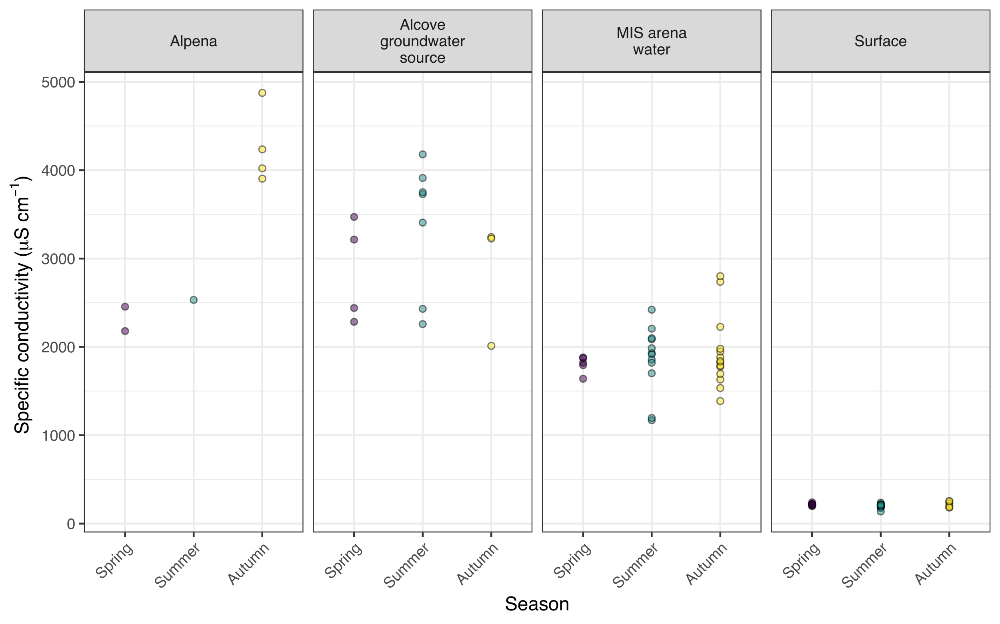 Alpena
Alcove
groundwater
source
MIS arena
water
Surface
Specific conductivity (μS cm⁻¹)
5000
4000
3000
2000
1000
0
Spring
Summer
Autumn
Spring
Summer
Autumn
Spring
Summer
Autumn
Spring
Summer
Autumn
Season